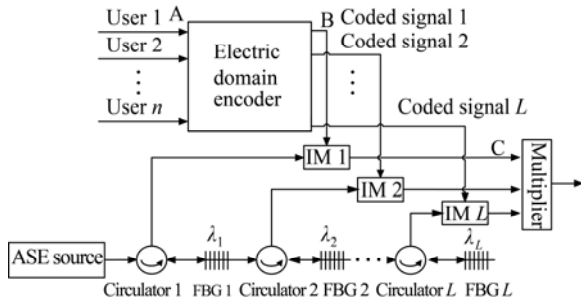 User 1
A
User 2
⋮
User n
Electric
domain
encoder
B
Coded signal 1
Coded signal 2
⋮
Coded signal L
IM 1
C
IM 2
IM L
Multiplier
ASE source
λ1
λ2
λL
Circulator 1
FBG 1
Circulator 2
FBG 2
···
Circulator L
FBG L